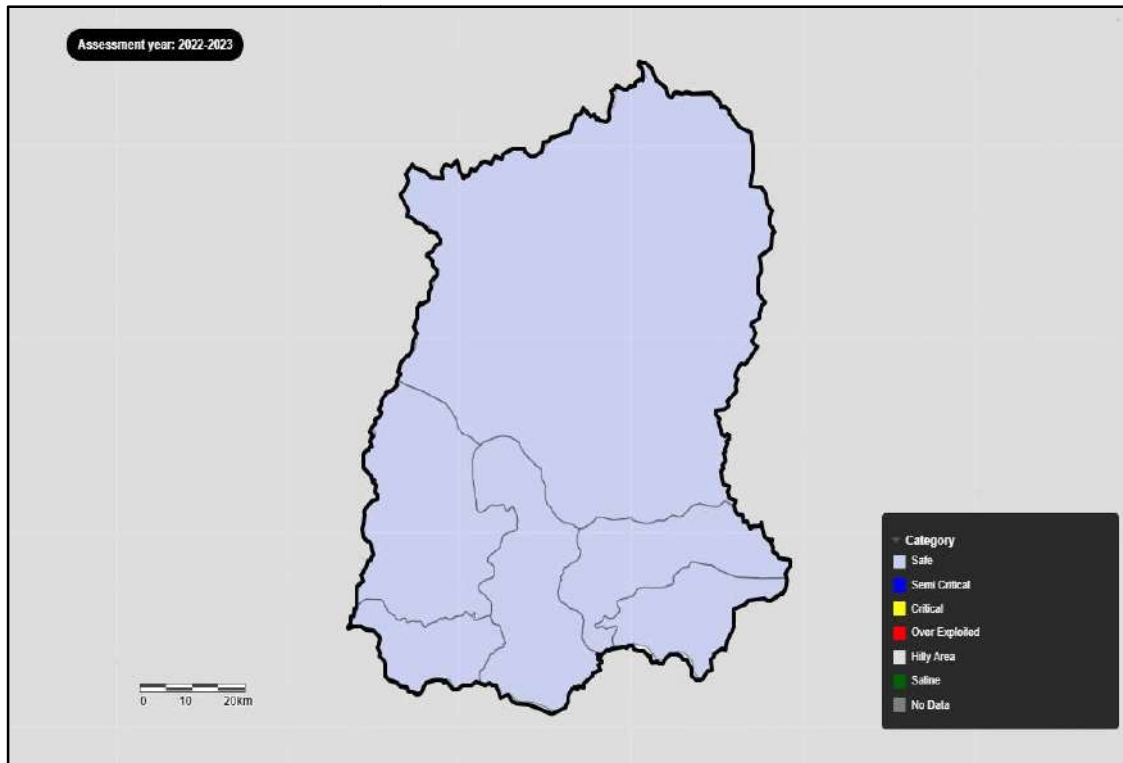 Assessment year: 2022-2023
Category
Safe
Semi Critical
Critical
Over Exploited
Hilly Area
Saline
No Data
0 10 20km